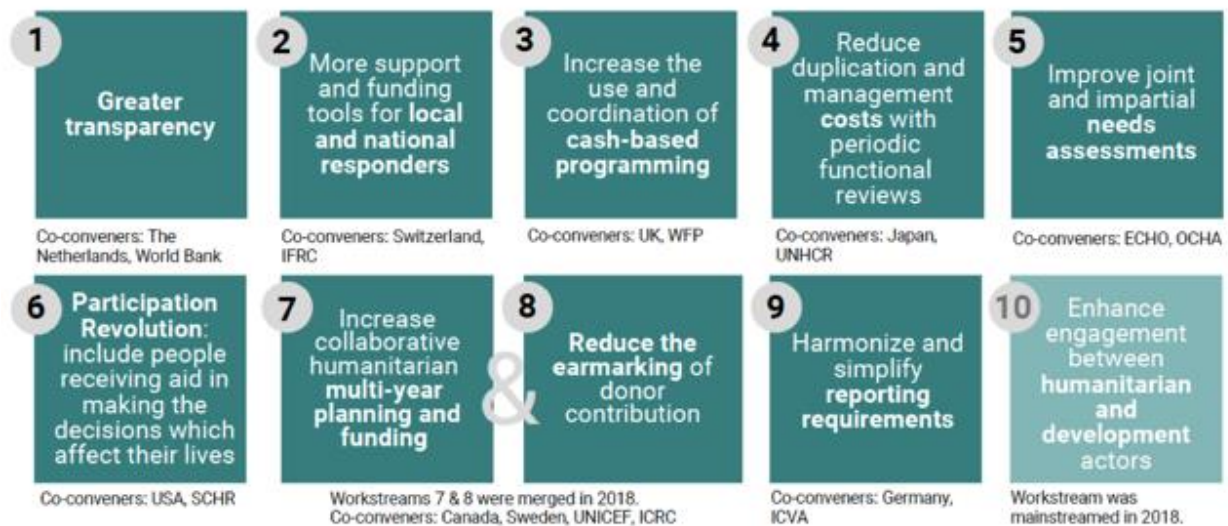 1
Greater
transparency
Co-conveners: The
Netherlands, World Bank
2
More support
and funding
tools for local
and national
responders
Co-conveners: Switzerland,
IFRC
3
Increase the
use and
coordination of
cash-based
programming
Co-conveners: UK, WFP
4
Reduce
duplication and
management
costs with
periodic
functional
reviews
Co-conveners: Japan,
UNHCR
5
Improve joint
and impartial
needs
assessments
Co-conveners: ECHO, OCHA
6
Participation
Revolution:
include people
receiving aid in
making the
decisions which
affect their lives
Co-conveners: USA, SCHR
7
Increase
collaborative
humanitarian
multi-year
planning and
funding
&
8
Reduce the
earmarking of
donor
contribution
Workstreams 7 & 8 were merged in 2018.
Co-conveners: Canada, Sweden, UNICEF, ICRC
9
Harmonize and
simplify
reporting
requirements
Co-conveners: Germany,
ICVA
10
Enhance
engagement
between
humanitarian
and
development
actors
Workstream was
mainstreamed in 2018.